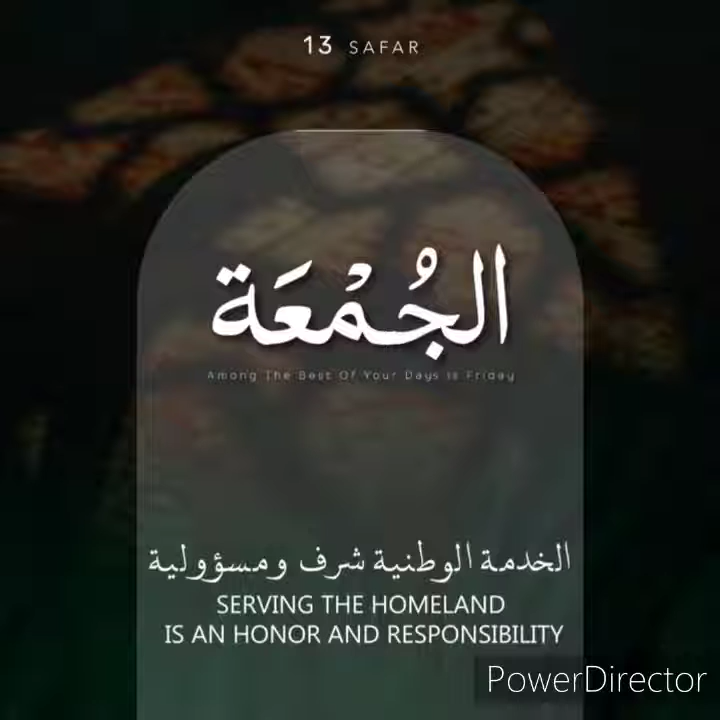 13 SAFAR
الجُمْعَة
Among The Best Of Your Days is Friday
الخدمة الوطنية شرف ومسؤولية
SERVING THE HOMELAND
IS AN HONOR AND RESPONSIBILITY
PowerDirector